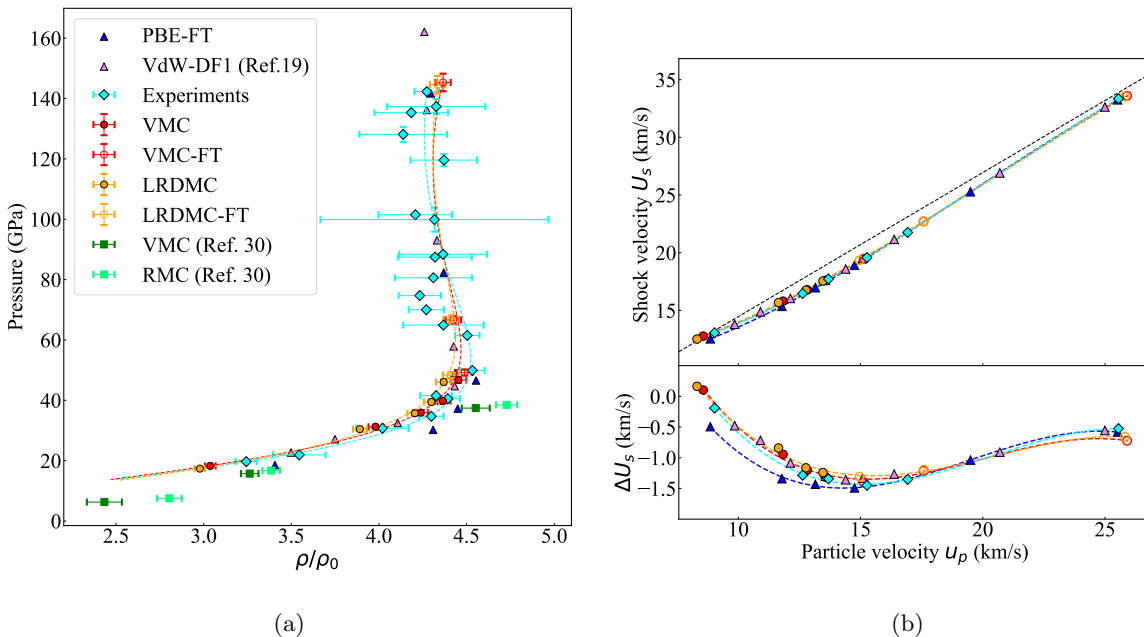 160
140
120
100
80
60
40
20
0
Pressure (GPa)
PBE-FT
VdW-DF1 (Ref.19)
Experiments
VMC
VMC-FT
LRDMC
LRDMC-FT
VMC (Ref. 30)
RMC (Ref. 30)
2.5 3.0 3.5 4.0 4.5 5.0
ρ/ρ₀
(a)
35
30
25
20
15
Shock velocity Uₛ (km/s)
0.0
−0.5
−1.0
−1.5
ΔUₛ (km/s)
10 15 20 25
Particle velocity uₚ (km/s)
(b)